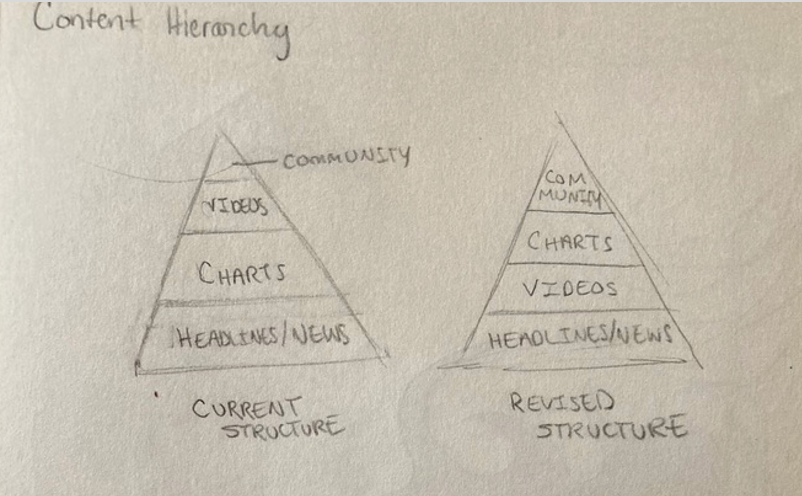 Content Hierarchy
COMMUNITY
VIDEOS
CHARTS
HEADLINES/NEWS
CURRENT
STRUCTURE
COM
MUNITY
CHARTS
VIDEOS
HEADLINES/NEWS
REVISED
STRUCTURE